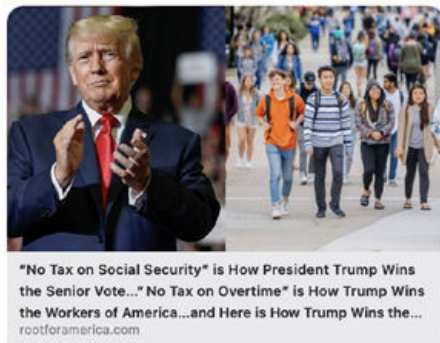 "No Tax on Social Security" is How President Trump Wins
the Senior Vote..." No Tax on Overtime" is How Trump Wins
the Workers of America...and Here is How Trump Wins the...
rootforamerica.com